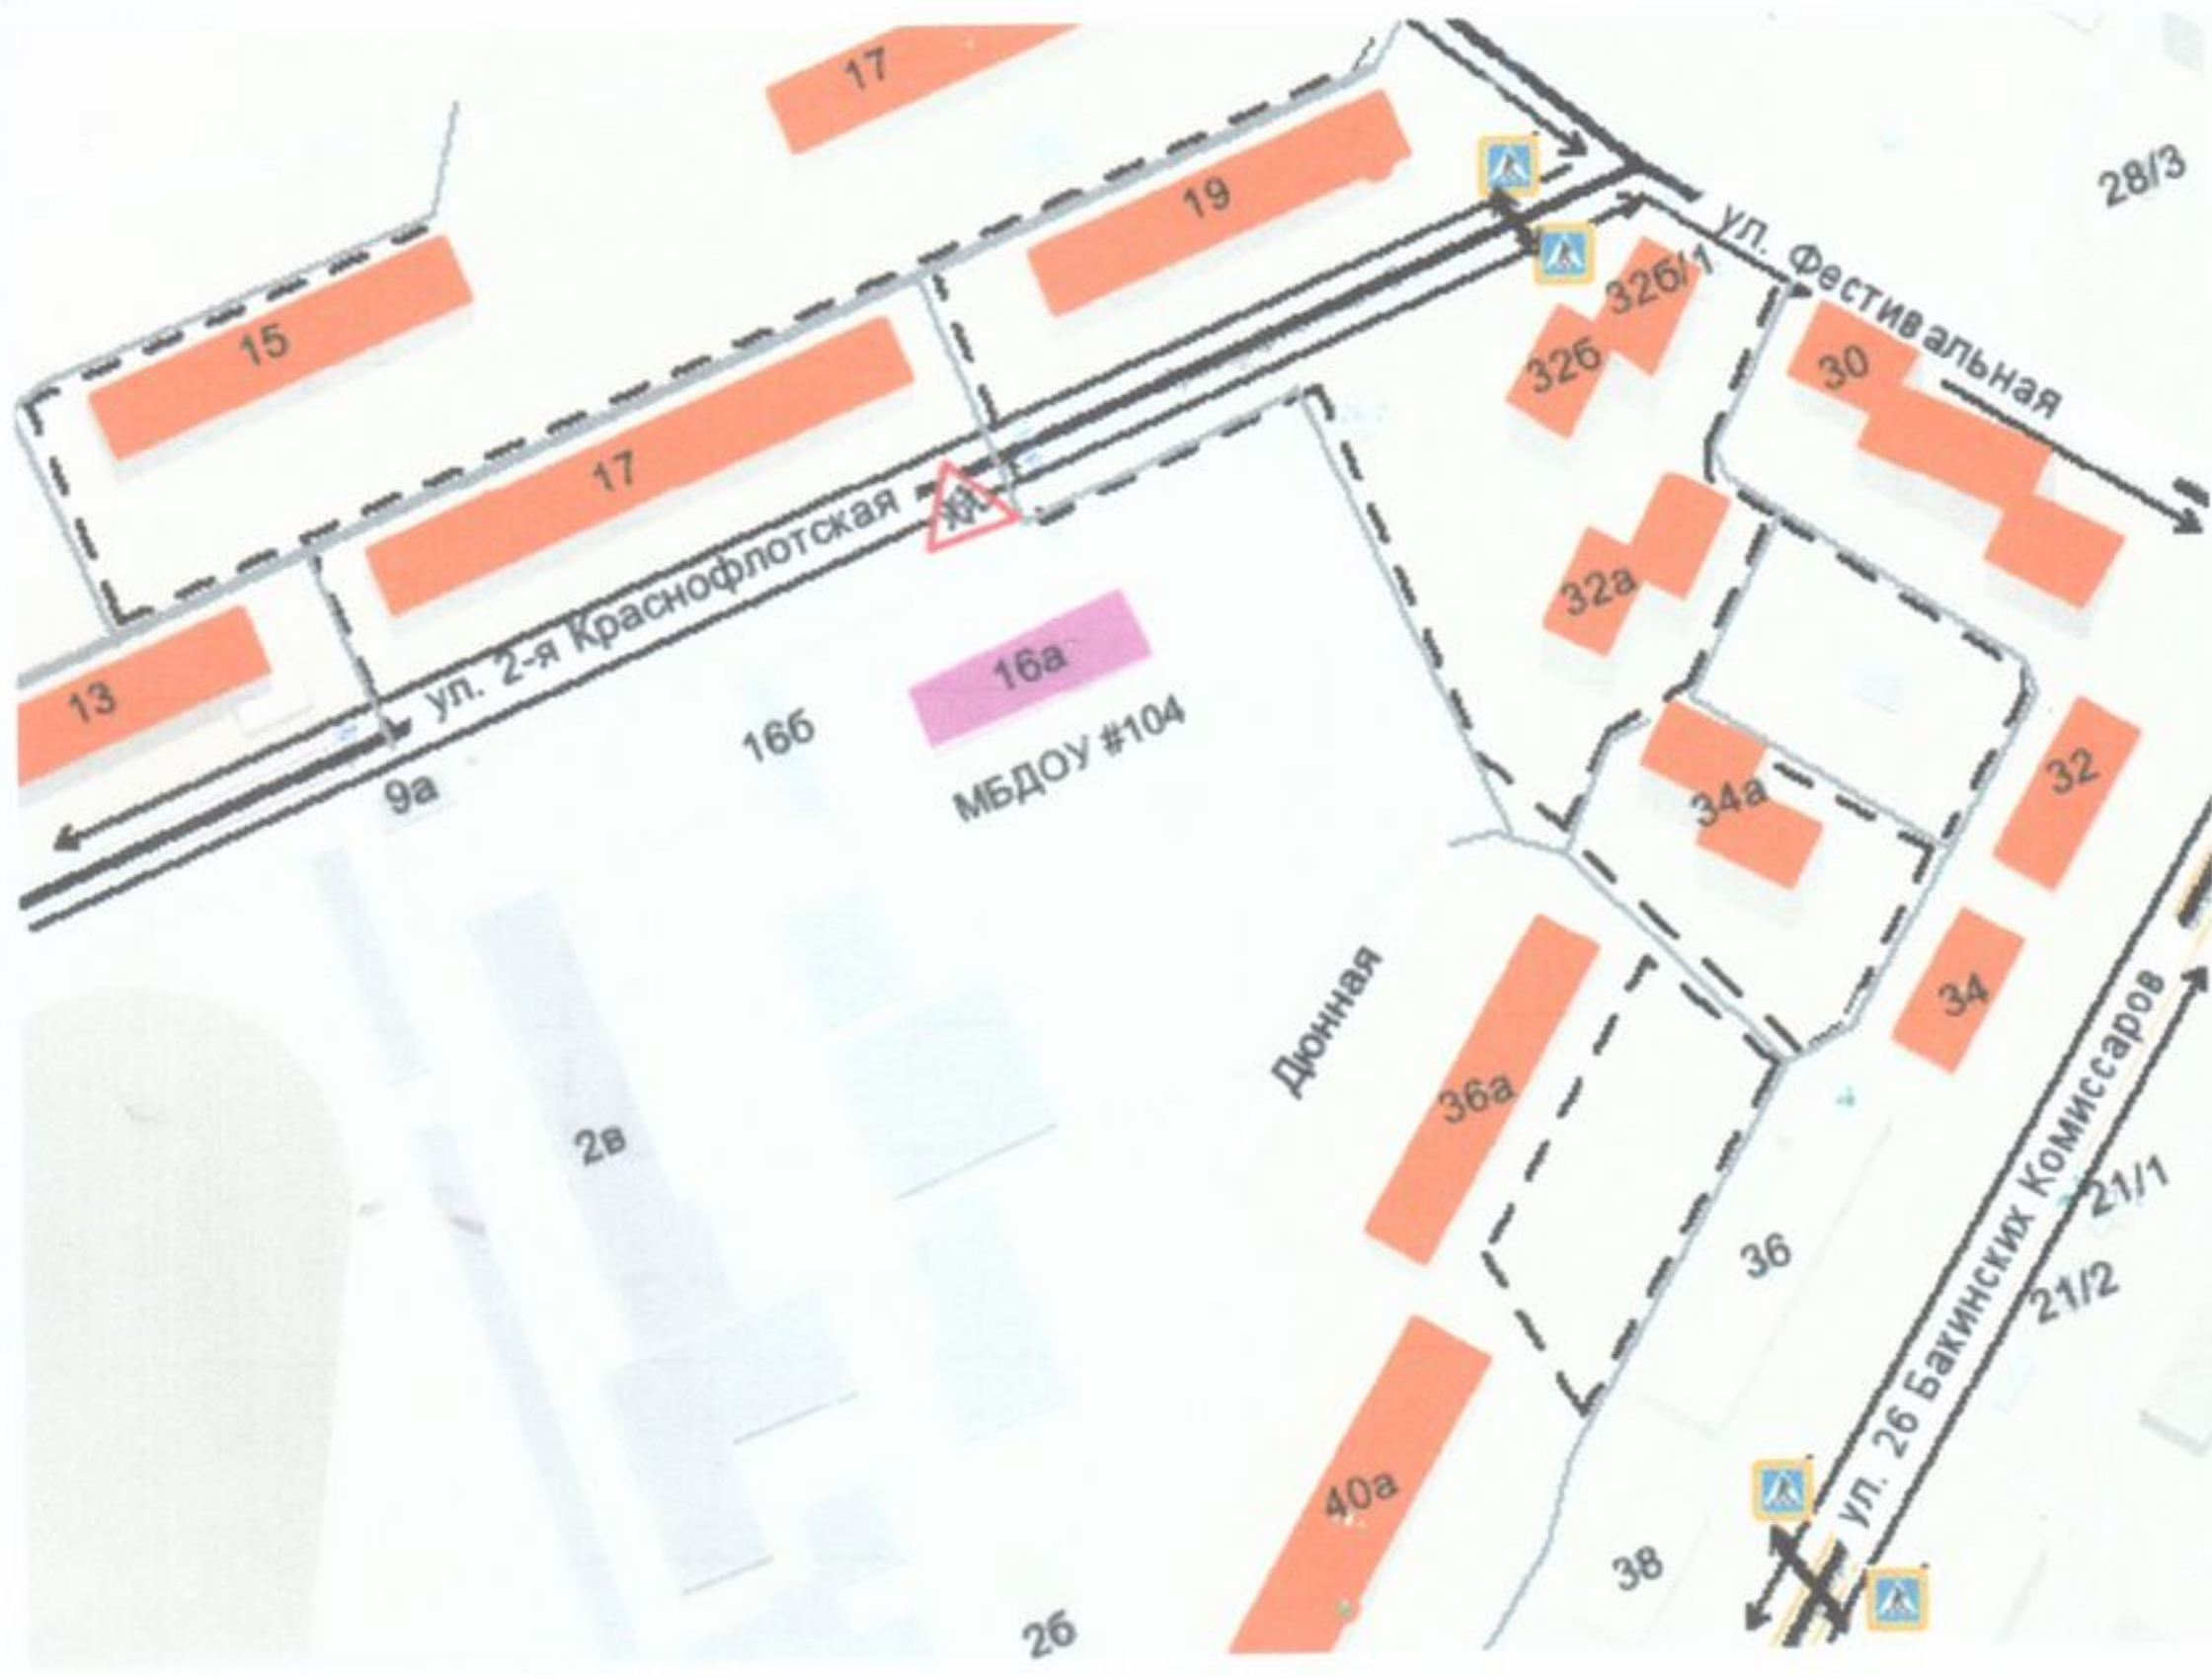 17
19
28/3
ул. Фестивальная
32б/1
32б
30
15
17
ул. 2-я Краснофлотская
32а
13
16а
МБДОУ #104
16б
9а
34а
32
34
Дюнная
36а
2в
ул. 26 Бакинских Комиссаров
21/1
36
21/2
40а
38
2б